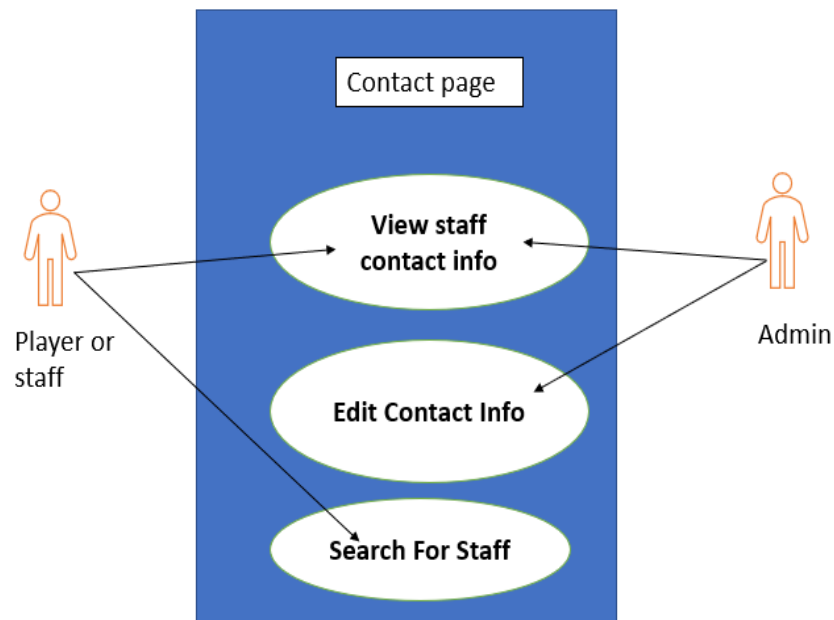 Contact page
View staff
contact info
Player or
staff
Admin
Edit Contact Info
Search For Staff